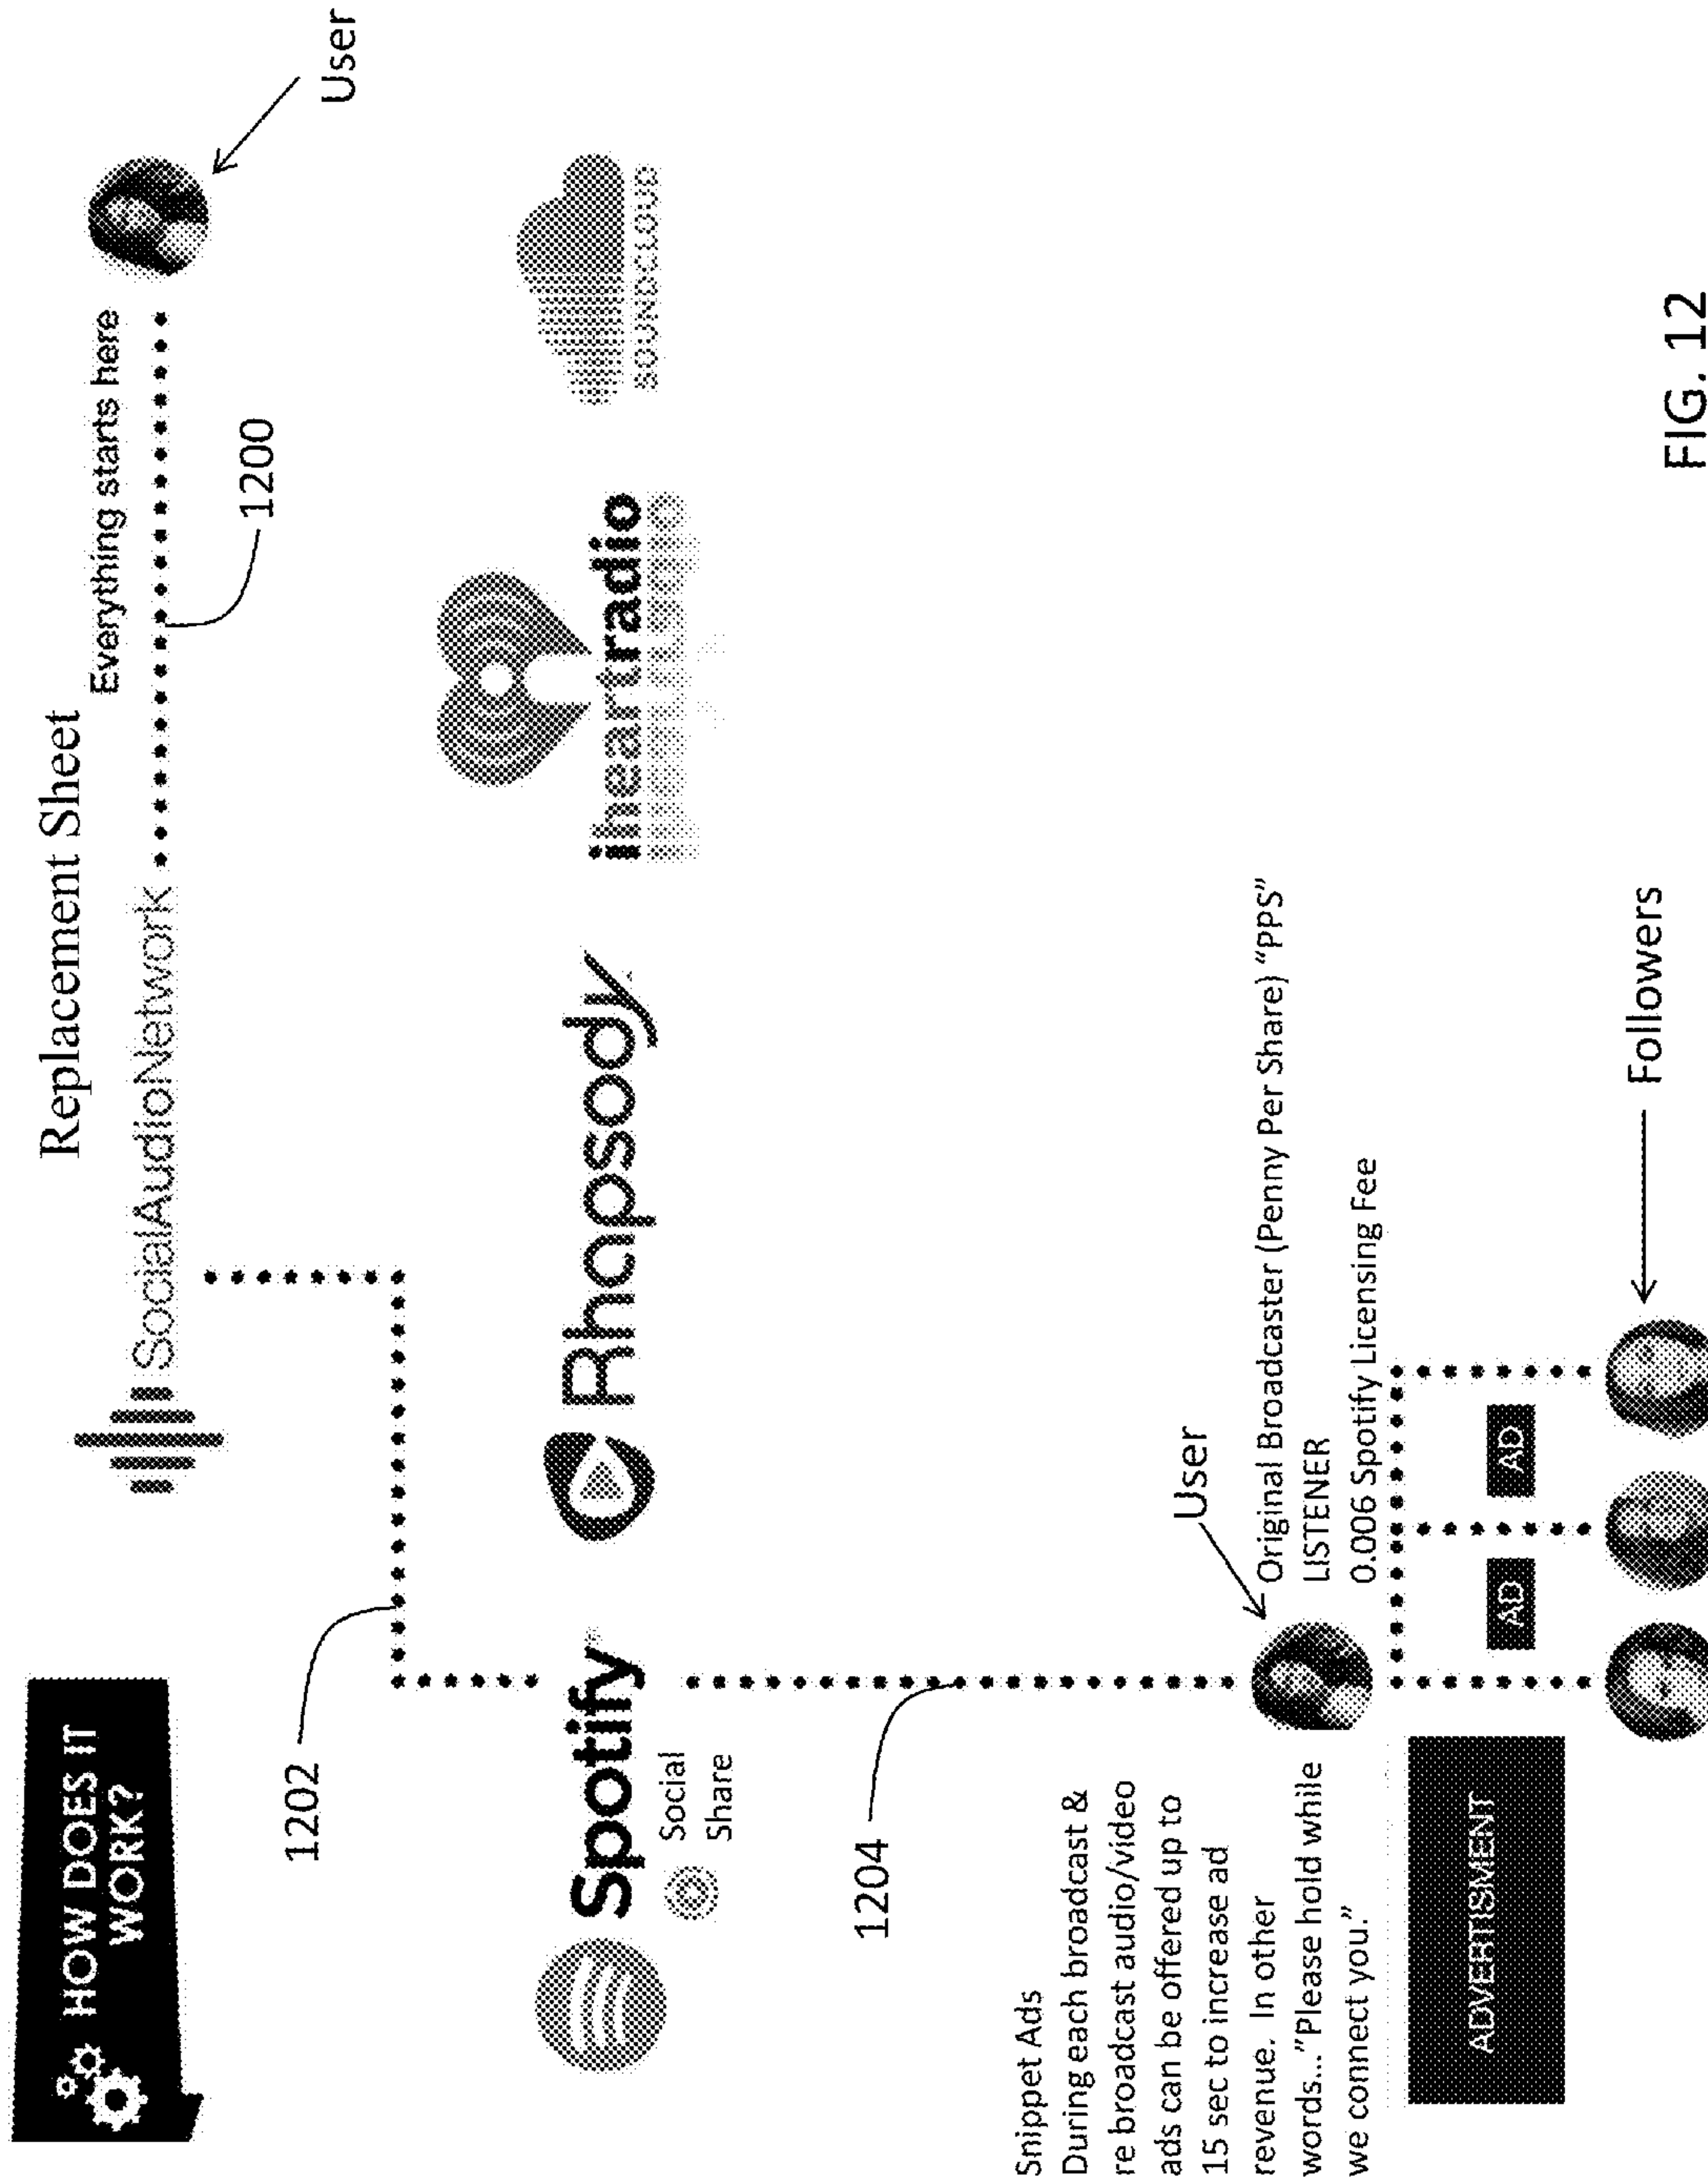 Replacement Sheet
HOW DOES IT
WORK?
SocialAudioNetwork
Everything starts here
User
1200
1202
Spotify
Social
Share
Rhapsody
iheartradio
SOUNDCLOUD
1204
Snippet Ads
During each broadcast &
re broadcast audio/video
ads can be offered up to
15 sec to increase ad
revenue. In other
words..."Please hold while
we connect you."
ADVERTISMENT
User
Original Broadcaster (Penny Per Share) "PPS"
LISTENER
0.006 Spotify Licensing Fee
AD
AD
Followers
FIG. 12